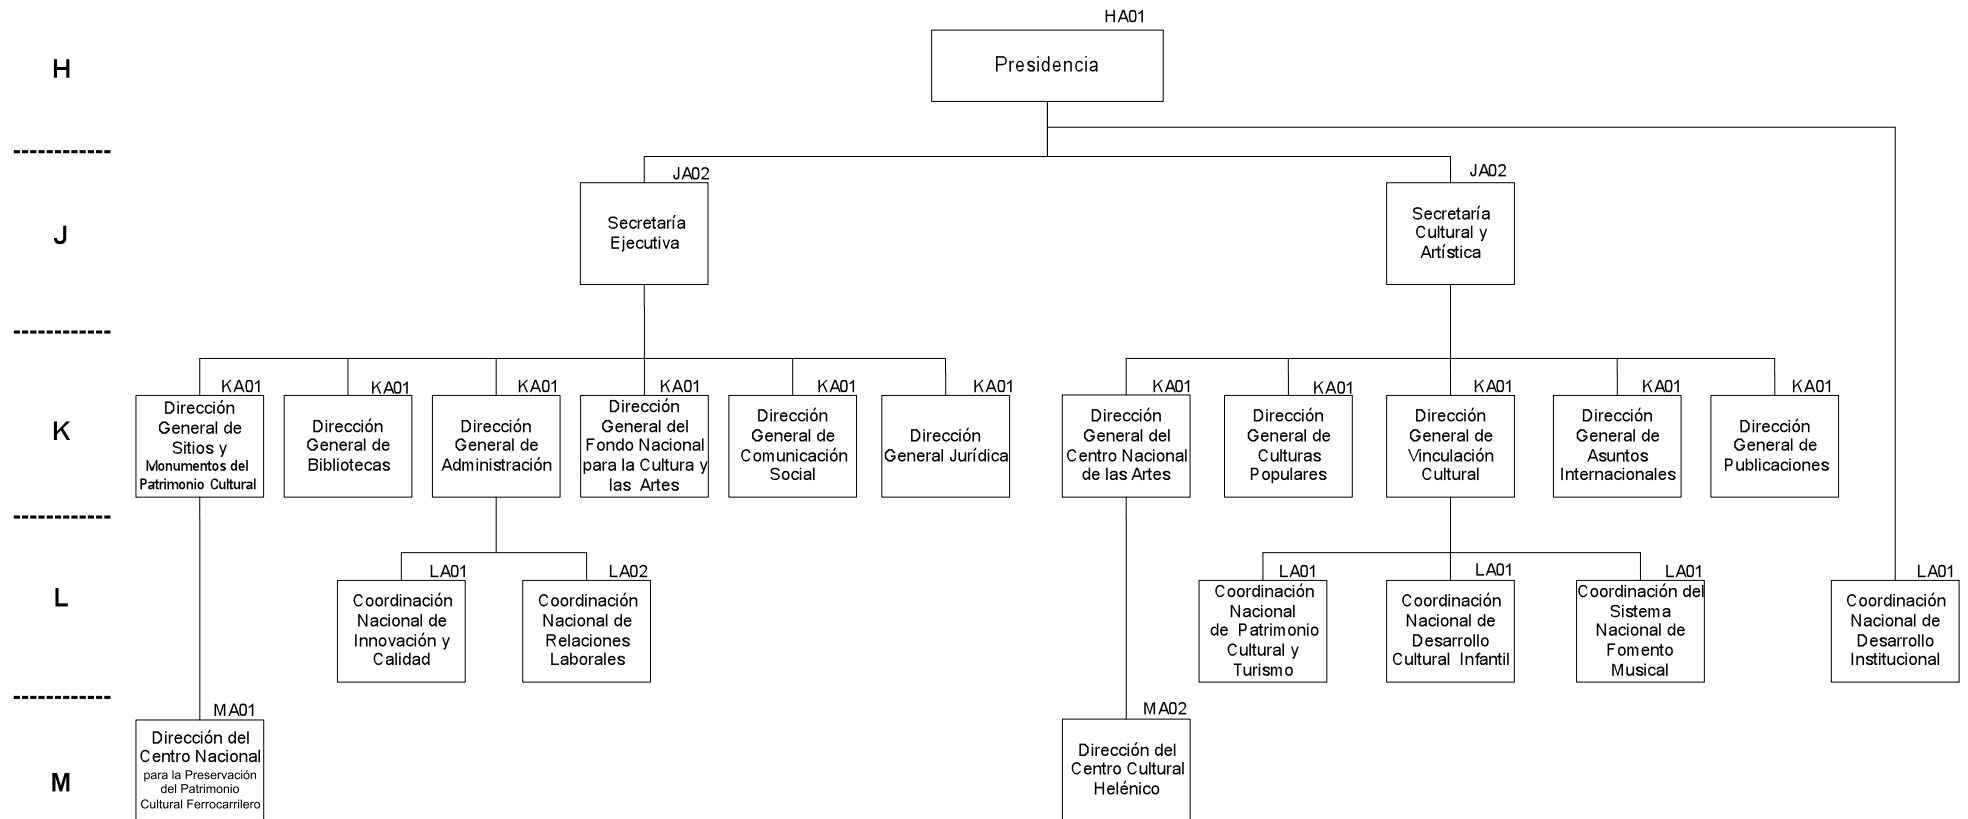 HA01
H
Presidencia
JA02
JA02
J
Secretaría
Ejecutiva
Secretaría
Cultural y
Artística
K
KA01
Dirección
General de
Sitios y
Monumentos del
Patrimonio Cultural
KA01
Dirección
General de
Bibliotecas
KA01
Dirección
General de
Administración
KA01
Dirección
General del
Fondo Nacional
para la Cultura y
las Artes
KA01
Dirección
General de
Comunicación
Social
KA01
Dirección
General Jurídica
KA01
Dirección
General del
Centro Nacional
de las Artes
KA01
Dirección
General de
Culturas
Populares
KA01
Dirección
General de
Vinculación
Cultural
KA01
Dirección
General de
Asuntos
Internacionales
KA01
Dirección
General de
Publicaciones
L
LA01
Coordinación
Nacional de
Innovación y
Calidad
LA02
Coordinación
Nacional de
Relaciones
Laborales
LA01
Coordinación
Nacional
de Patrimonio
Cultural y
Turismo
LA01
Coordinación
Nacional de
Desarrollo
Cultural Infantil
LA01
Coordinación del
Sistema
Nacional de
Fomento
Musical
LA01
Coordinación
Nacional de
Desarrollo
Institucional
M
MA01
Dirección del
Centro Nacional
para la Preservación
del Patrimonio
Cultural Ferrocarrilero
MA02
Dirección del
Centro Cultural
Helénico